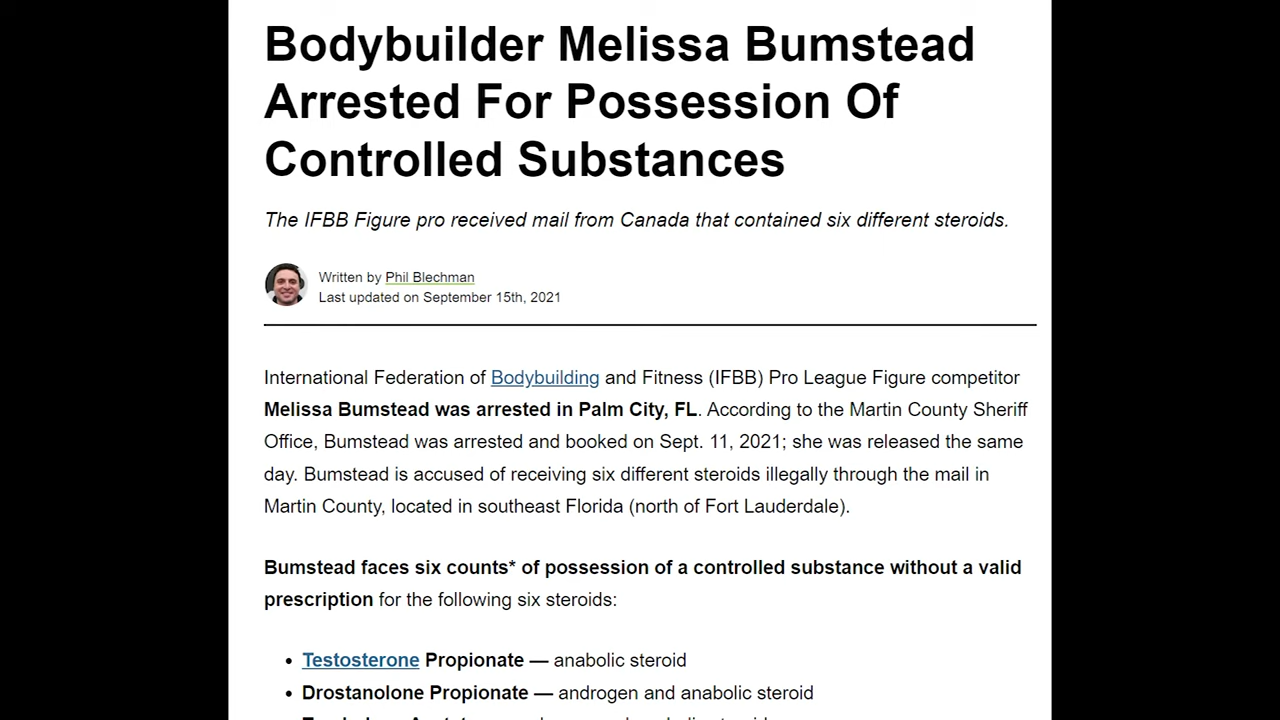 Bodybuilder Melissa Bumstead
Arrested For Possession Of
Controlled Substances
The IFBB Figure pro received mail from Canada that contained six different steroids.
Written by Phil Blechman
Last updated on September 15th, 2021
International Federation of Bodybuilding and Fitness (IFBB) Pro League Figure competitor
Melissa Bumstead was arrested in Palm City, FL. According to the Martin County Sheriff
Office, Bumstead was arrested and booked on Sept. 11, 2021; she was released the same
day. Bumstead is accused of receiving six different steroids illegally through the mail in
Martin County, located in southeast Florida (north of Fort Lauderdale).
Bumstead faces six counts* of possession of a controlled substance without a valid
prescription for the following six steroids:
• Testosterone Propionate — anabolic steroid
• Drostanolone Propionate — androgen and anabolic steroid